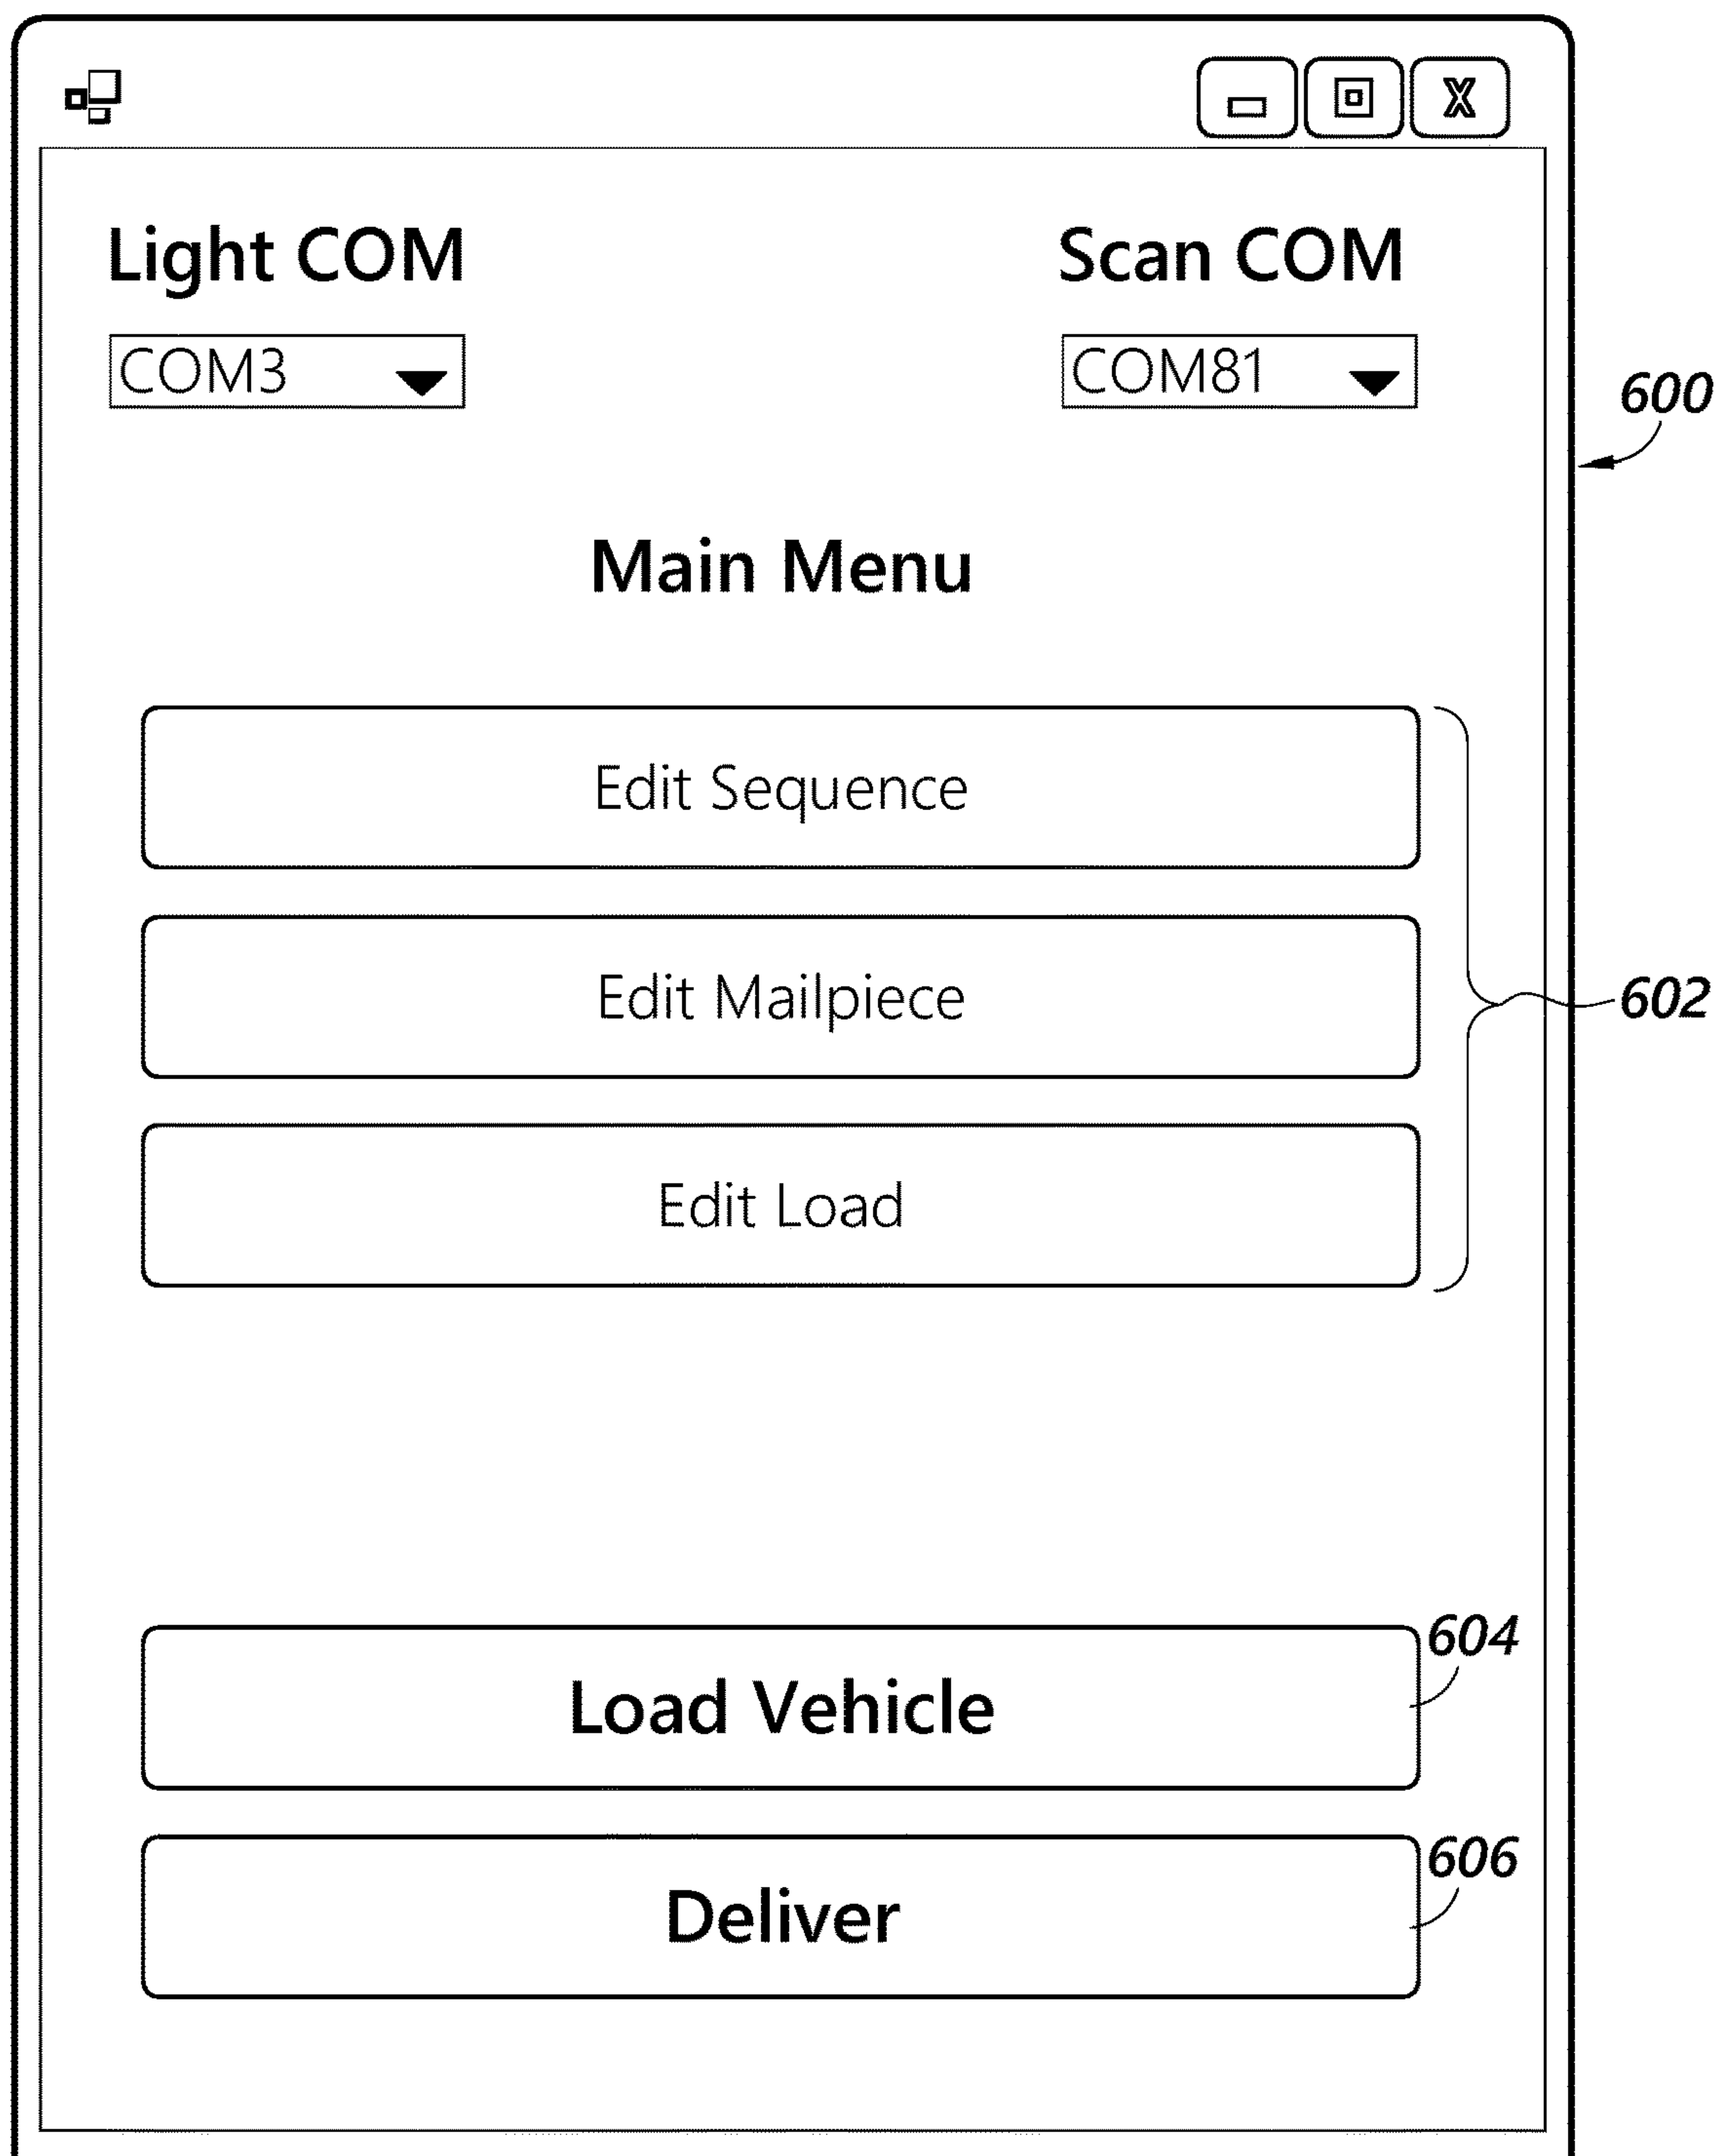 X
Light COM Scan COM
COM3 COM81
600
Main Menu
Edit Sequence
Edit Mailpiece
602
Edit Load
604
Load Vehicle
606
Deliver